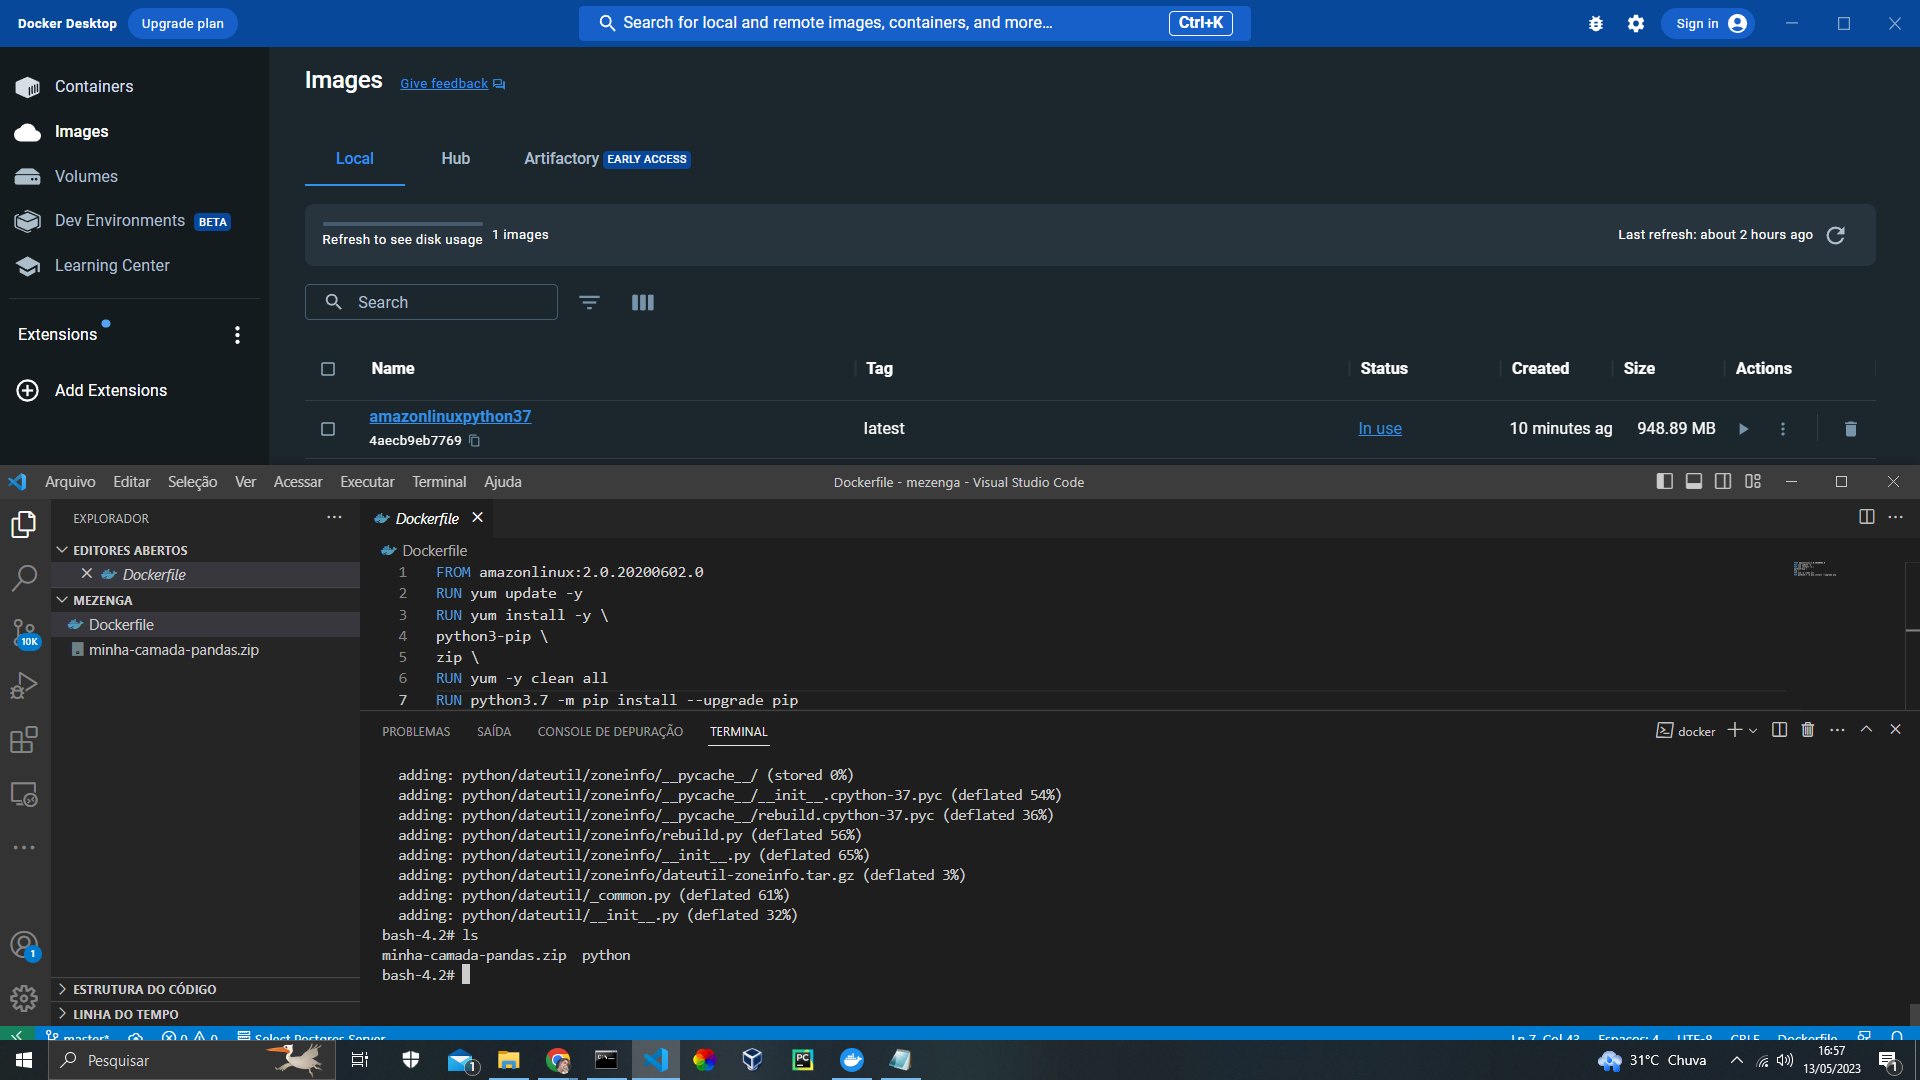 Docker Desktop Upgrade plan Search for local and remote images, containers, and more... Ctrl+K Sign in
Containers
Images
Volumes
Dev Environments BETA
Learning Center
Extensions
Add Extensions
Images Give feedback
Local Hub Artifactory EARLY ACCESS
Refresh to see disk usage 1 images Last refresh: about 2 hours ago
Search
Name Tag Status Created Size Actions
amazonlinuxpython37
4aecb9eb7769
latest In use 10 minutes ag 948.89 MB
Arquivo Editar Seleção Ver Acessar Executar Terminal Ajuda Dockerfile - mezenga - Visual Studio Code
EXPLORADOR
EDITORES ABERTOS
Dockerfile
MEZENGA
Dockerfile
minha-camada-pandas.zip
10K
1
ESTRUTURA DO CÓDIGO
LINHA DO TEMPO
Dockerfile
Dockerfile
1 FROM amazonlinux:2.0.20200602.0
2 RUN yum update -y
3 RUN yum install -y \
4 python3-pip \
5 zip \
6 RUN yum -y clean all
7 RUN python3.7 -m pip install --upgrade pip
PROBLEMAS SAÍDA CONSOLE DE DEPURAÇÃO TERMINAL docker
adding: python/dateutil/zoneinfo/__pycache__/ (stored 0%)
adding: python/dateutil/zoneinfo/__pycache__/__init__.cpython-37.pyc (deflated 54%)
adding: python/dateutil/zoneinfo/__pycache__/rebuild.cpython-37.pyc (deflated 36%)
adding: python/dateutil/zoneinfo/rebuild.py (deflated 56%)
adding: python/dateutil/zoneinfo/__init__.py (deflated 65%)
adding: python/dateutil/zoneinfo/dateutil-zoneinfo.tar.gz (deflated 3%)
adding: python/dateutil/_common.py (deflated 61%)
adding: python/dateutil/__init__.py (deflated 32%)
bash-4.2# ls
minha-camada-pandas.zip python
bash-4.2#
master* 0 0 Select Postgres Server Ln 7, Col 43 Espaços: 4 UTF-8 CRLF Dockerfile
Pesquisar 1 PC 31°C Chuva 16:57
13/05/2023 1